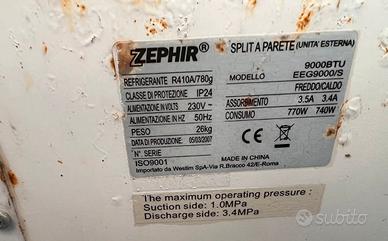 ZEPHIR® SPLIT A PARETE (UNITA' ESTERNA)
9000BTU
REFRIGERANTE R410A/780g MODELLO EEG9000/S
CLASSE DI PROTEZIONE IP24 FREDDO/CALDO
ALIMENTAZIONE IN VOLTS 230V~ ASSORBIMENTO 3.5A 3.4A
ALIMENTAZIONE IN HZ 50Hz CONSUMO 770W 740W
PESO 26kg
DATA DI PRODUZIONE: 05/03/2007
N° SERIE
ISO9001 MADE IN CHINA
Importato da Westim SpA-Via R.Bracco 42/E-Roma
The maximum operating pressure :
Suction side: 1.0MPa
Discharge side: 3.4MPa
subito